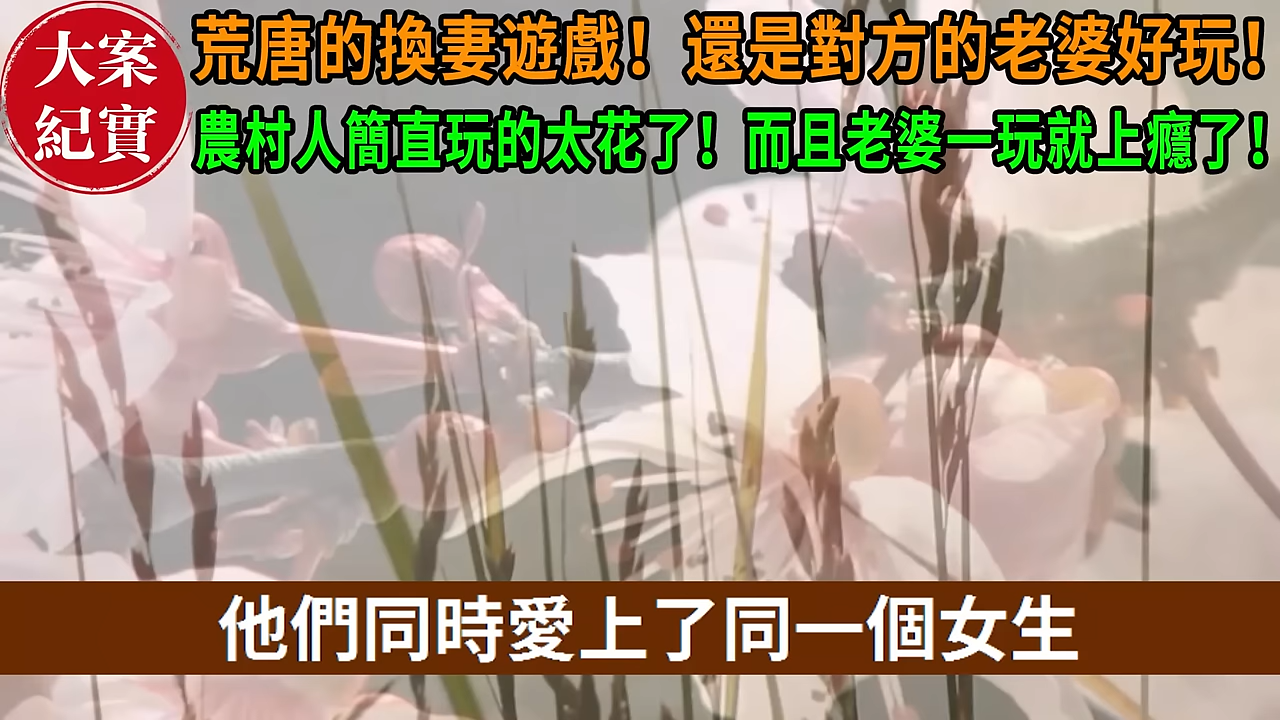 大案
紀實
荒唐的換妻遊戲！還是對方的老婆好玩！
農村人簡直玩的太花了！而且老婆一玩就上癮了！
他們同時愛上了同一個女生